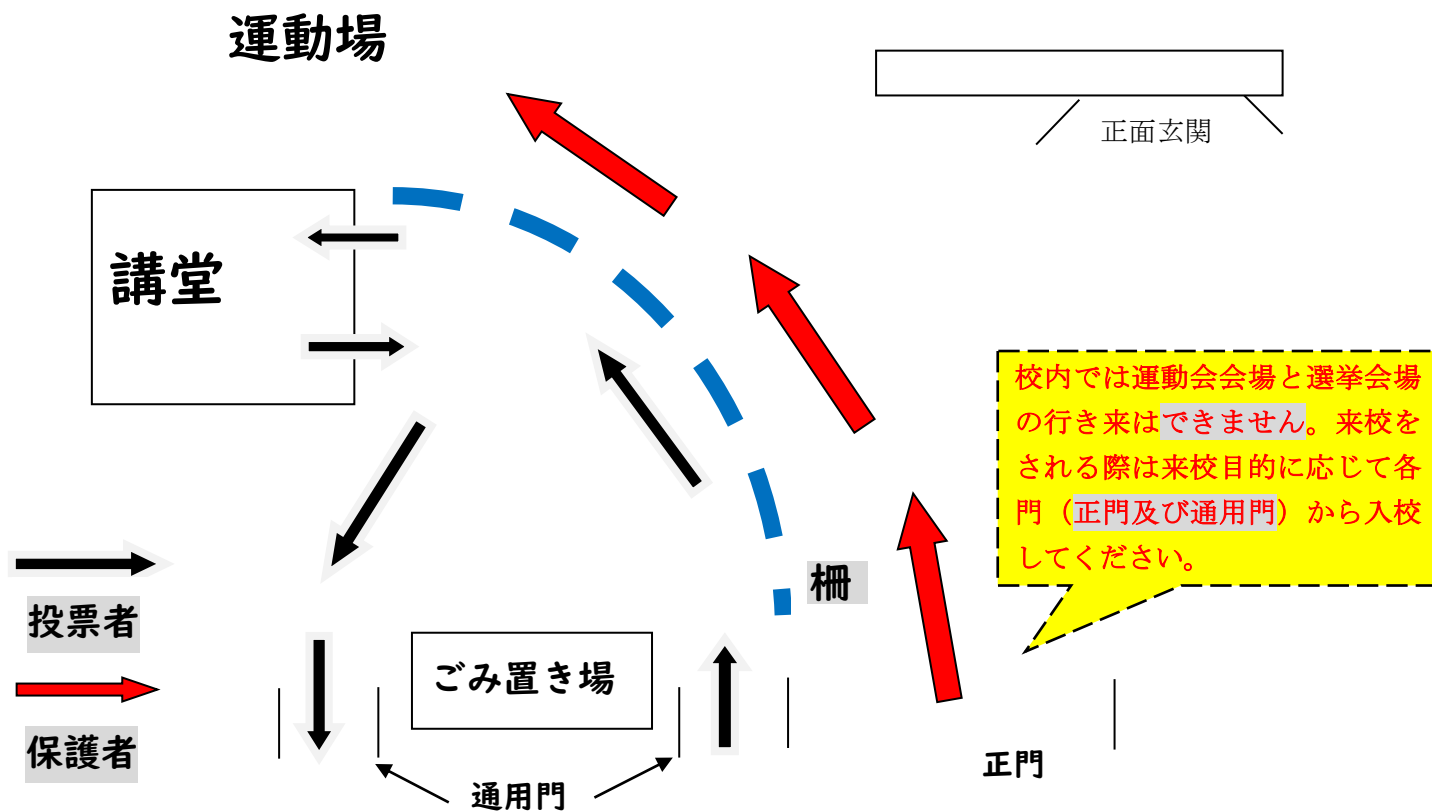 運動場
正面玄関
講堂
校内では運動会会場と選挙会場
の行き来はできません。来校を
される際は来校目的に応じて各
門（正門及び通用門）から入校
してください。
柵
投票者
ごみ置き場
保護者
正門
通用門